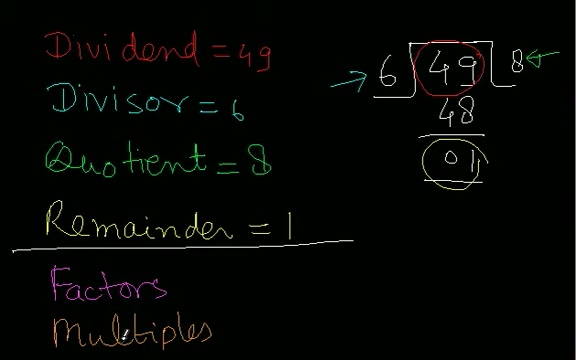 Dividend = 49
Divisor = 6
Quotient = 8
Remainder = 1
Factors
Multiples
6 49 8
48
01